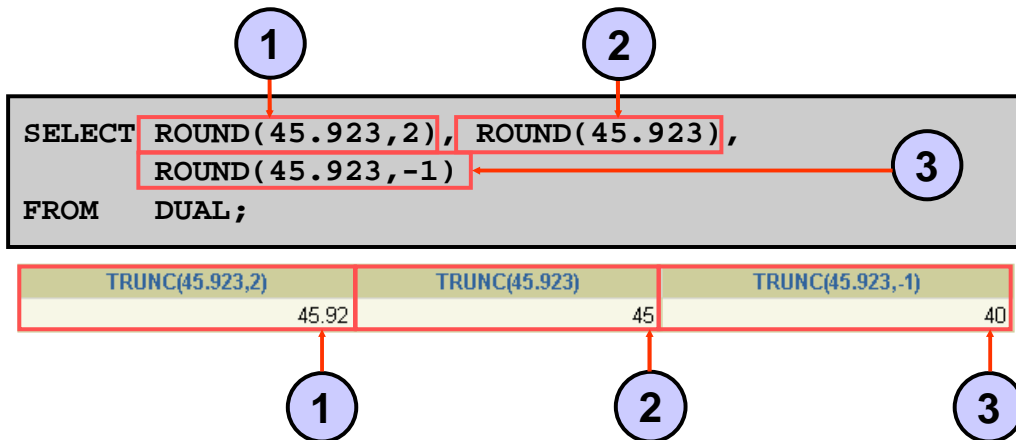 1 2
SELECT ROUND(45.923,2), ROUND(45.923),
ROUND(45.923,-1) 3
FROM DUAL;
TRUNC(45.923,2) TRUNC(45.923) TRUNC(45.923,-1)
45.92 45 40
1 2 3